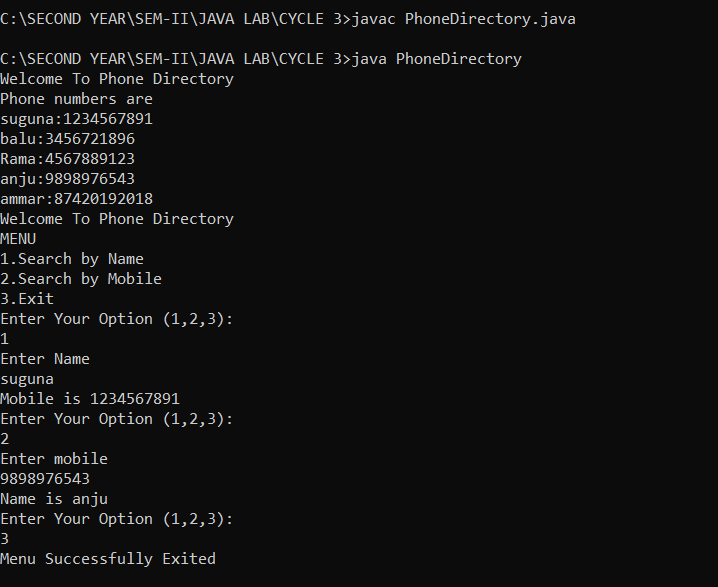 C:\SECOND YEAR\SEM-II\JAVA LAB\CYCLE 3>javac PhoneDirectory.java
C:\SECOND YEAR\SEM-II\JAVA LAB\CYCLE 3>java PhoneDirectory
Welcome To Phone Directory
Phone numbers are
suguna:1234567891
balu:3456721896
Rama:4567889123
anju:9898976543
ammar:87420192018
Welcome To Phone Directory
MENU
1.Search by Name
2.Search by Mobile
3.Exit
Enter Your Option (1,2,3):
1
Enter Name
suguna
Mobile is 1234567891
Enter Your Option (1,2,3):
2
Enter mobile
9898976543
Name is anju
Enter Your Option (1,2,3):
3
Menu Successfully Exited